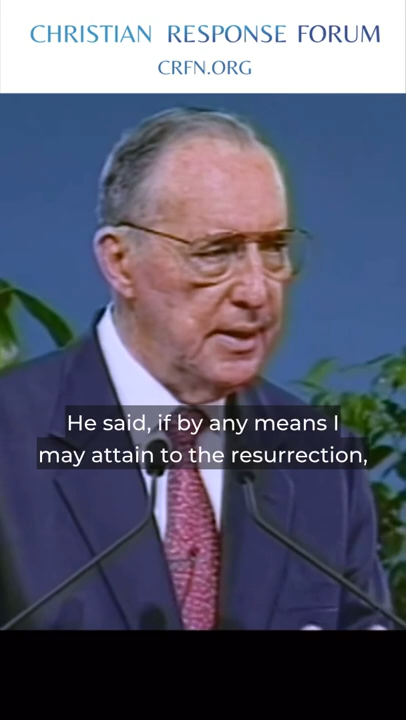 CHRISTIAN RESPONSE FORUM
CRFN.ORG
He said, if by any means I
may attain to the resurrection,